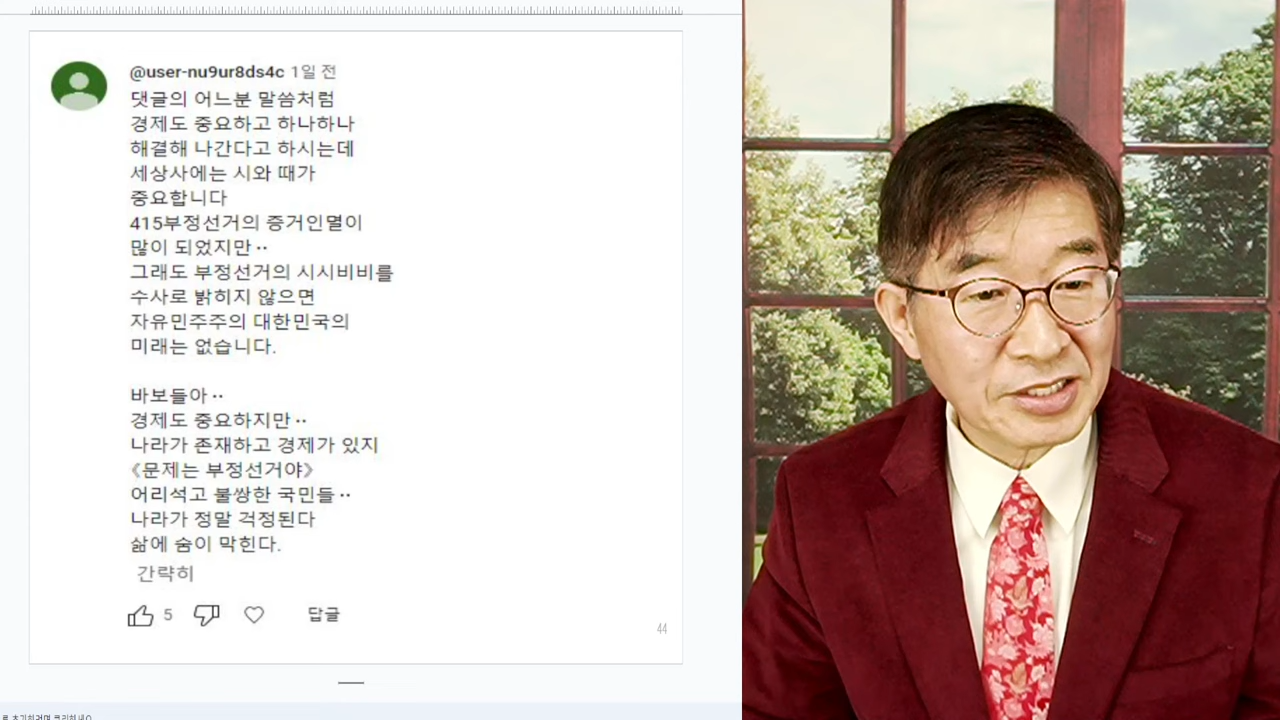 @user-nu9ur8ds4c 1일 전
댓글의 어느분 말씀처럼
경제도 중요하고 하나하나
해결해 나간다고 하시는데
세상사에는 시와 때가
중요합니다
415부정선거의 증거인멸이
많이 되었지만··
그래도 부정선거의 시시비비를
수사로 밝히지 않으면
자유민주주의 대한민국의
미래는 없습니다.
바보들아··
경제도 중요하지만··
나라가 존재하고 경제가 있지
《문제는 부정선거야》
어리석고 불쌍한 국민들··
나라가 정말 걱정된다
삶에 숨이 막힌다.
간략히
5 답글
44